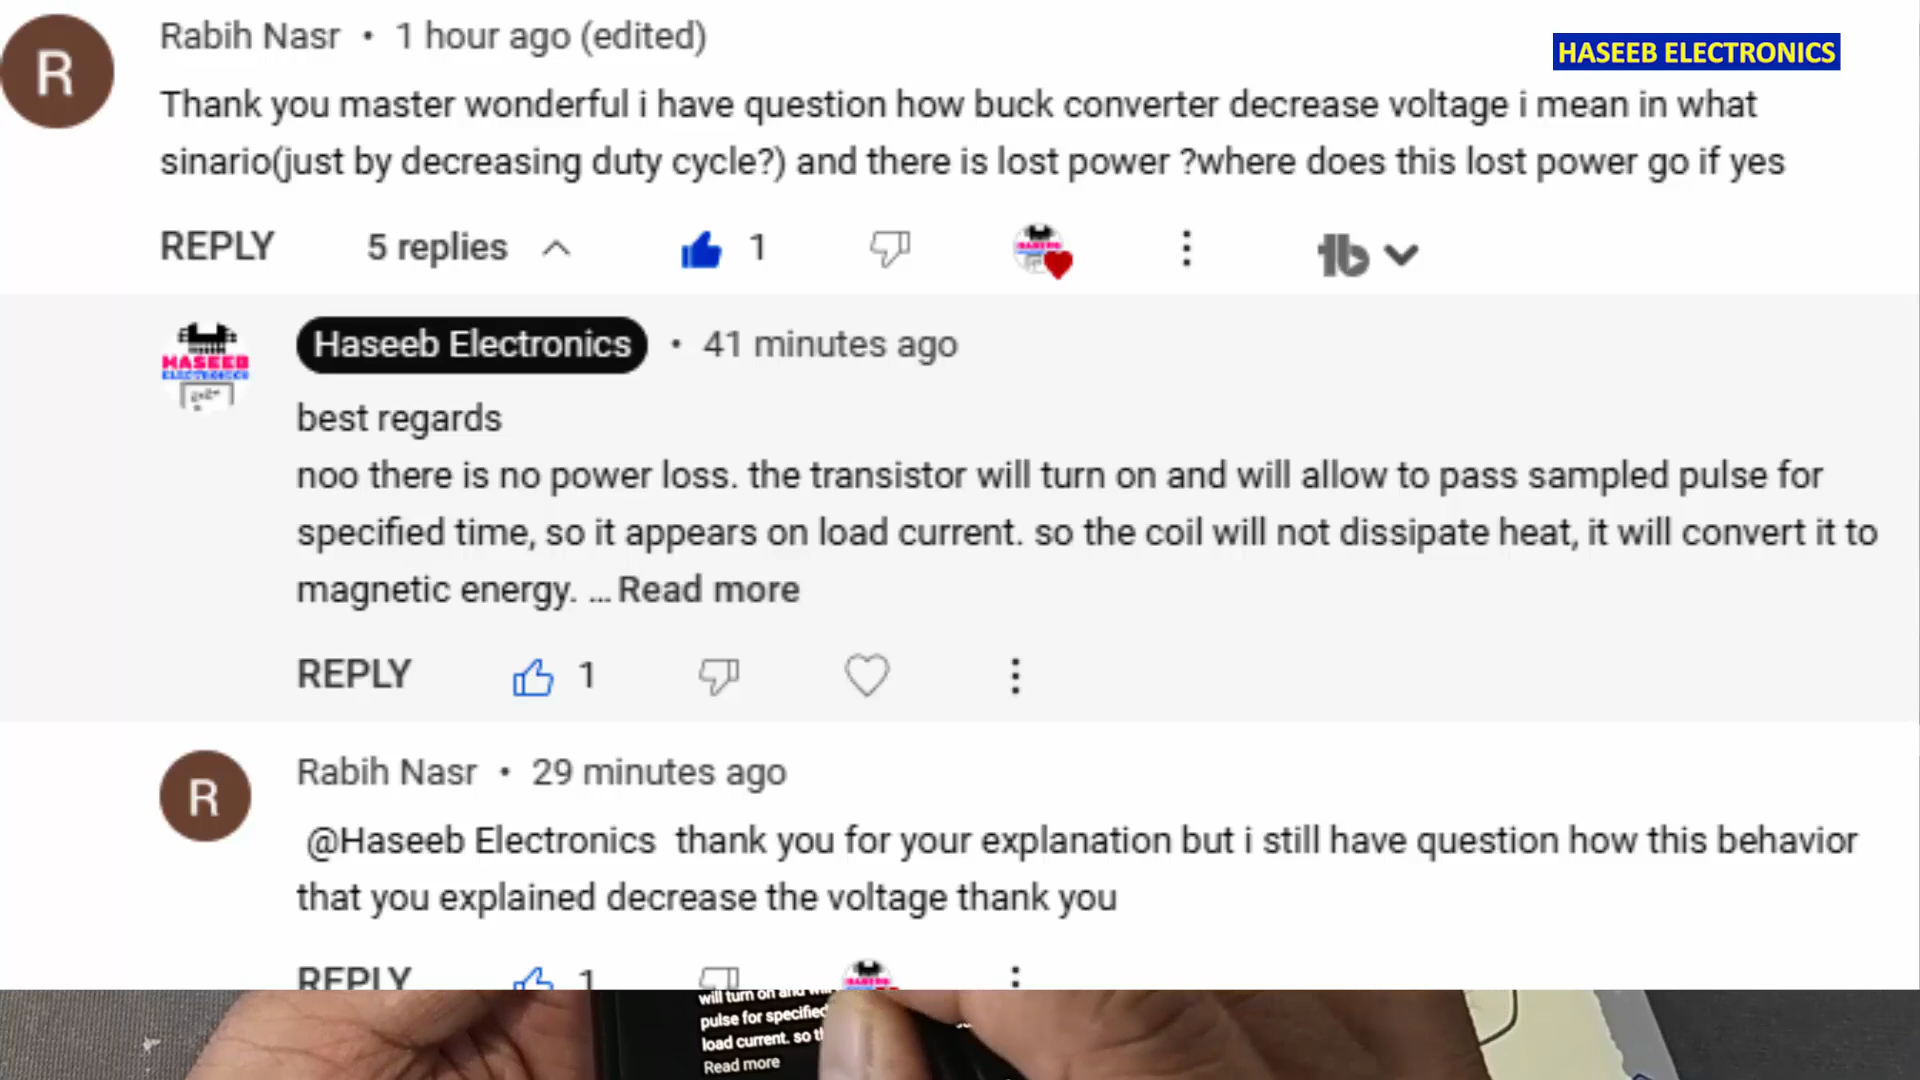 Rabih Nasr • 1 hour ago (edited)
HASEEB ELECTRONICS
R
Thank you master wonderful i have question how buck converter decrease voltage i mean in what
sinario(just by decreasing duty cycle?) and there is lost power ?where does this lost power go if yes
REPLY 5 replies 1
Haseeb Electronics • 41 minutes ago
HASEEB
ELECTRONICS
best regards
noo there is no power loss. the transistor will turn on and will allow to pass sampled pulse for
specified time, so it appears on load current. so the coil will not dissipate heat, it will convert it to
magnetic energy. ... Read more
REPLY 1
Rabih Nasr • 29 minutes ago
R
@Haseeb Electronics thank you for your explanation but i still have question how this behavior
that you explained decrease the voltage thank you
REPLY 1
will turn on and
pulse for specified
load current. so
Read more